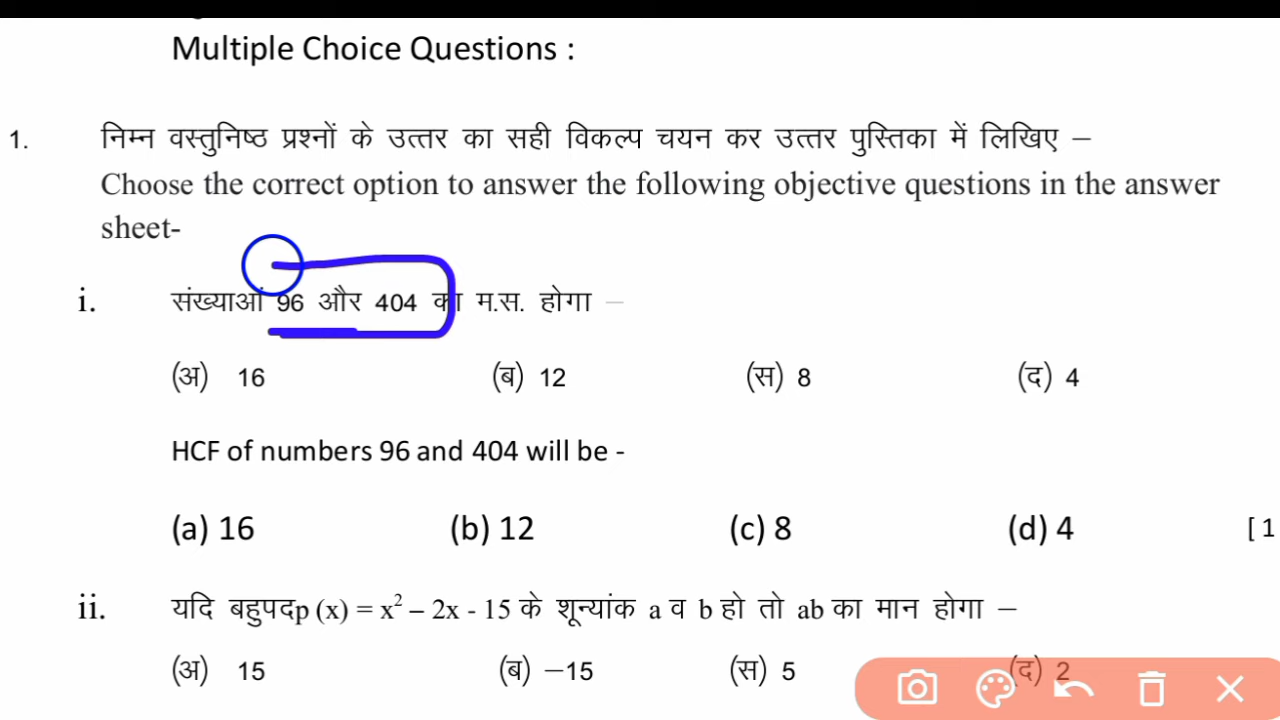 Multiple Choice Questions :
1. निम्न वस्तुनिष्ठ प्रश्नों के उत्तर का सही विकल्प चयन कर उत्तर पुस्तिका में लिखिए –
Choose the correct option to answer the following objective questions in the answer
sheet-
i. संख्याओं 96 और 404 का म.स. होगा –
(अ) 16 (ब) 12 (स) 8 (द) 4
HCF of numbers 96 and 404 will be -
(a) 16 (b) 12 (c) 8 (d) 4 [1
ii. यदि बहुपदp (x) = x² – 2x - 15 के शून्यांक a व b हो तो ab का मान होगा –
(अ) 15 (ब) –15 (स) 5 (द) 2